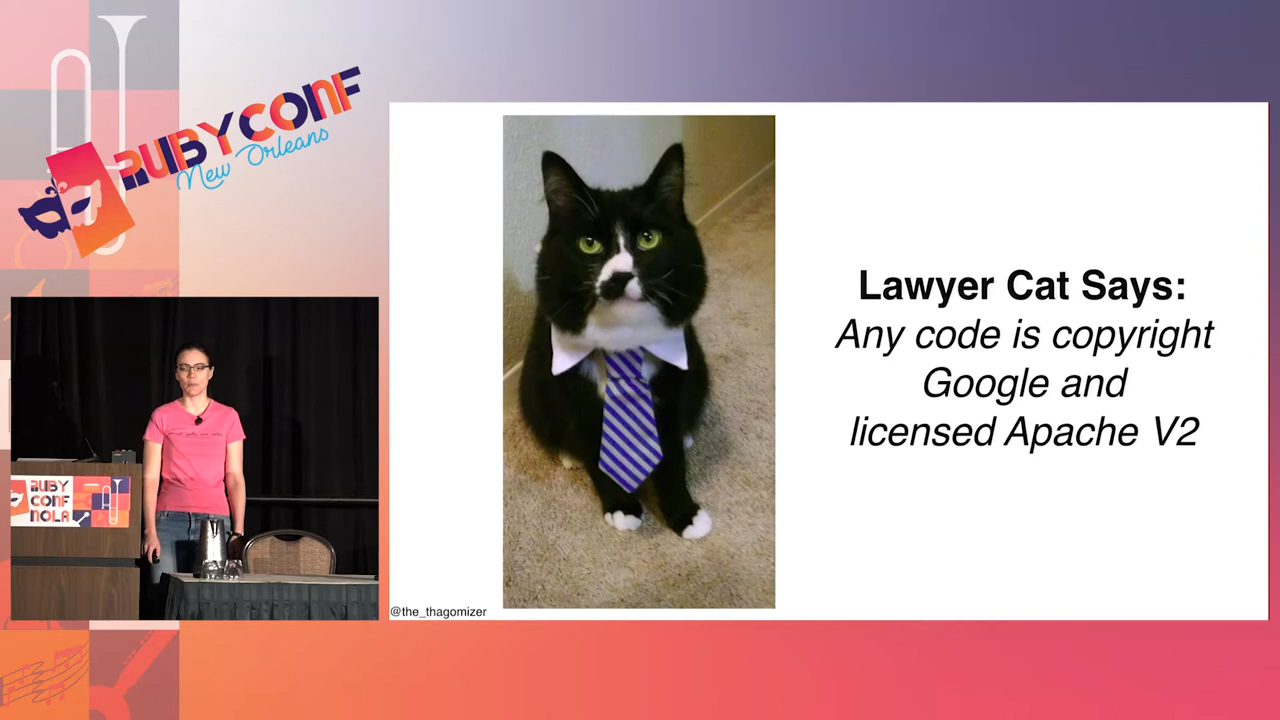 RUBYCONF
New Orleans
Lawyer Cat Says:
Any code is copyright
Google and
licensed Apache V2
@the_thagomizer
RUBY
CONF
NOLA